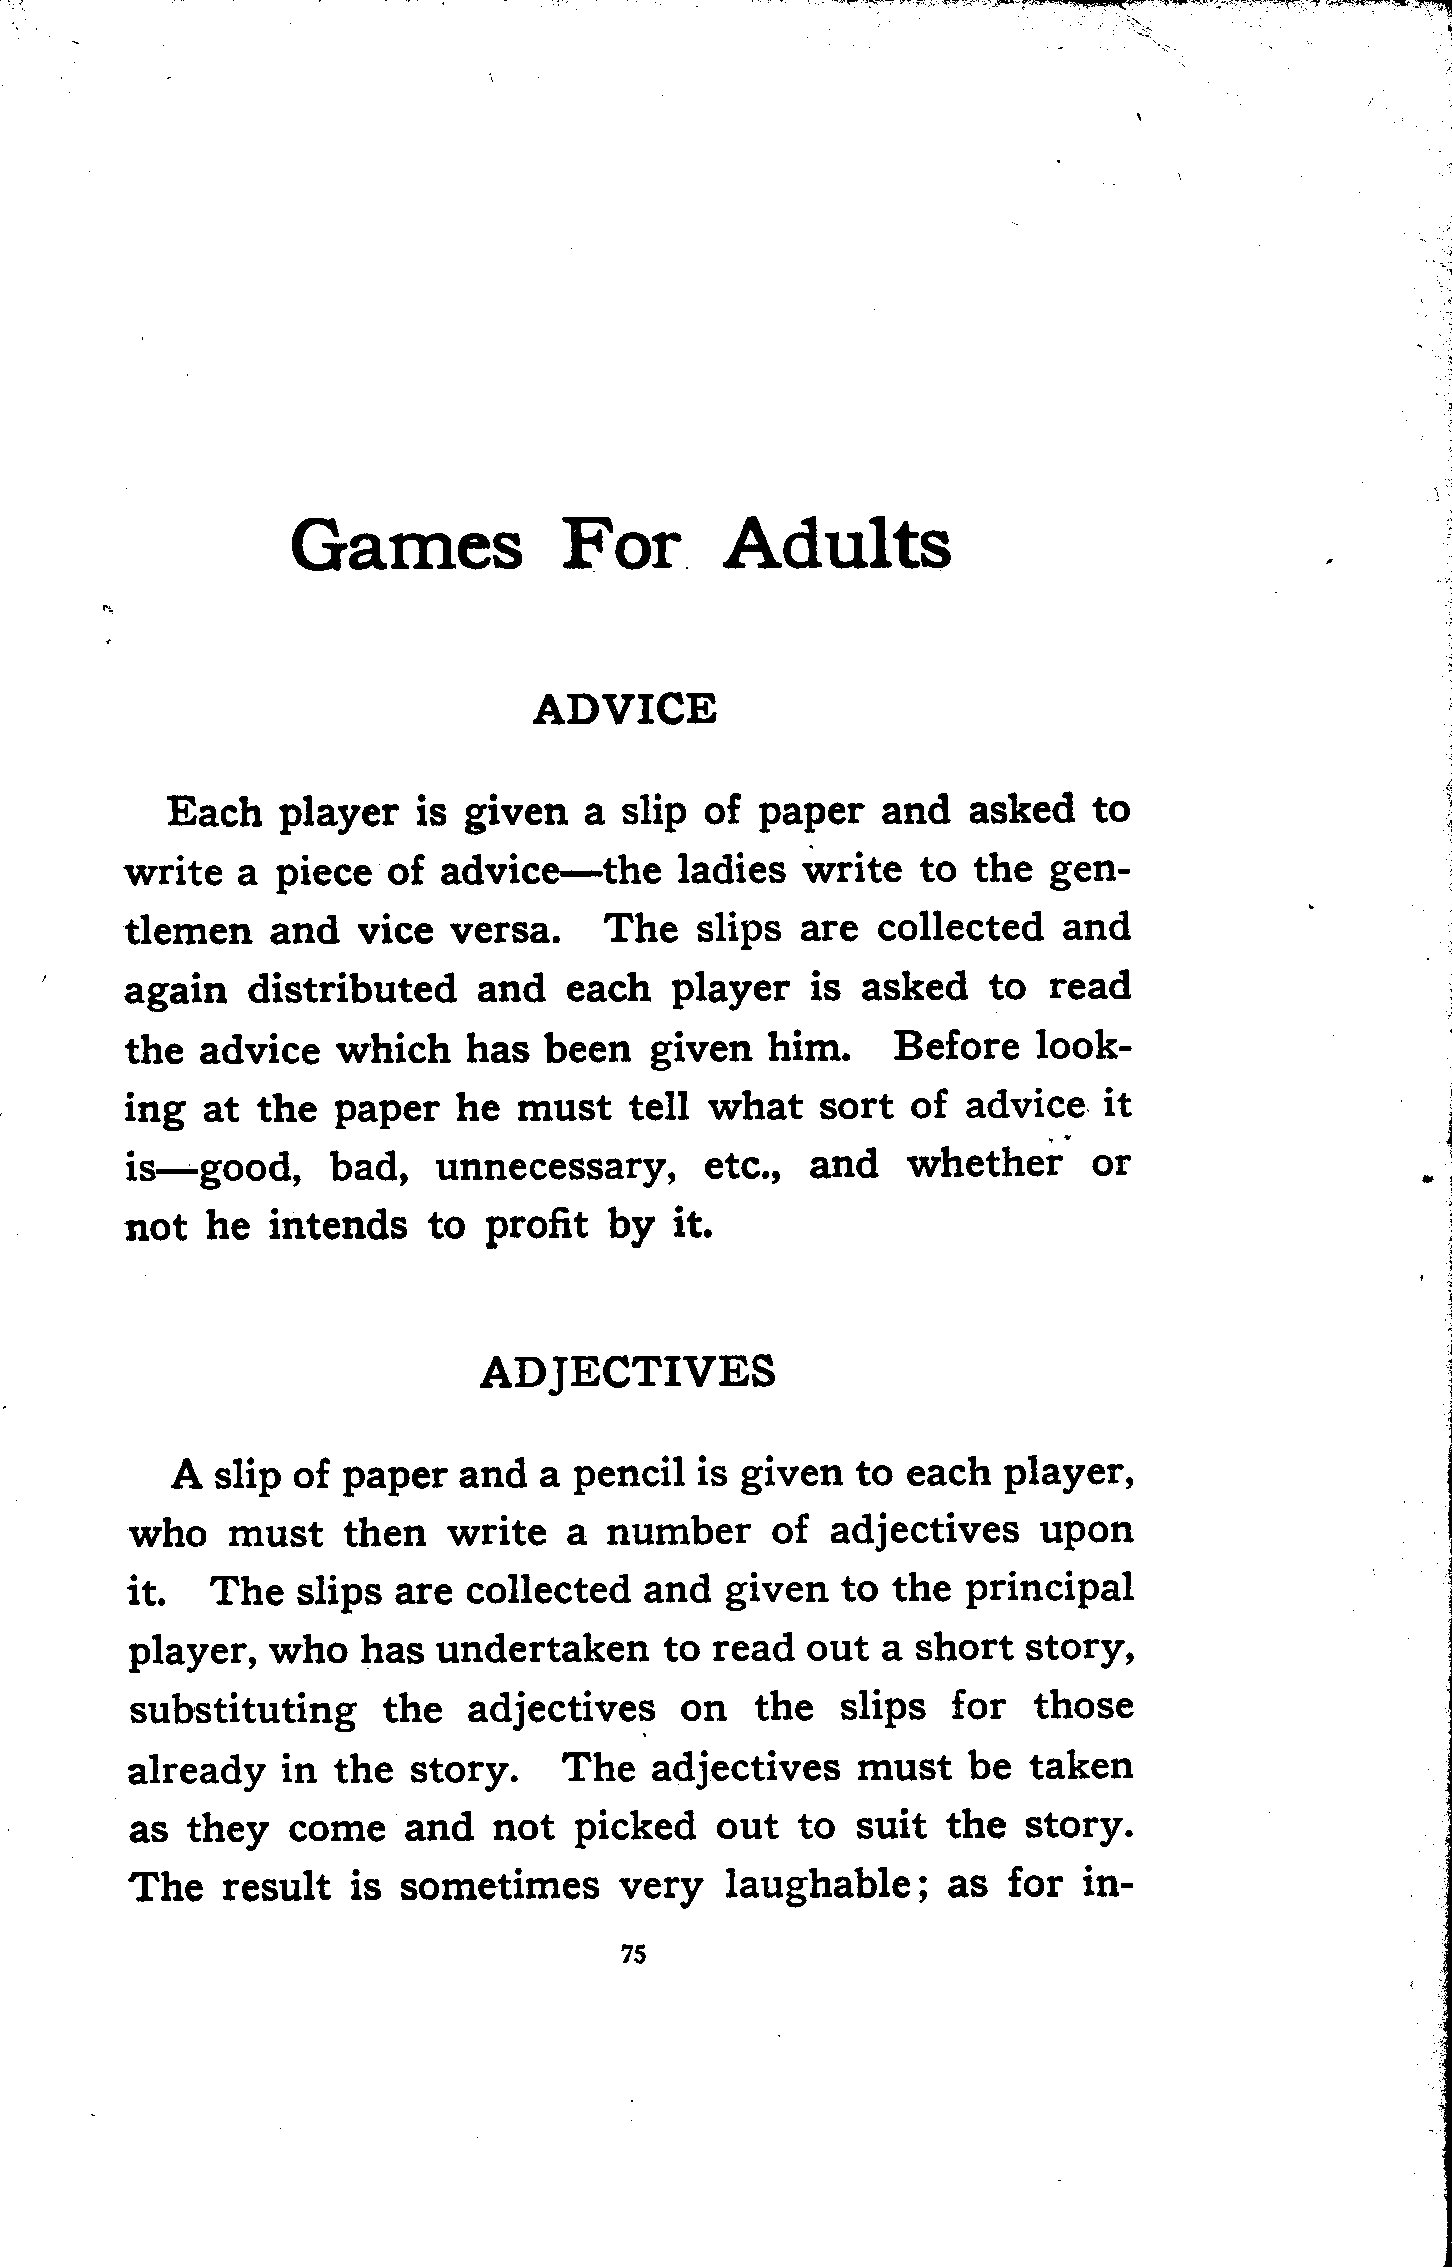 Games For Adults
ADVICE
Each player is given a slip of paper and asked to
write a piece of advice—the ladies write to the gen-
tlemen and vice versa. The slips are collected and
again distributed and each player is asked to read
the advice which has been given him. Before look-
ing at the paper he must tell what sort of advice it
is—good, bad, unnecessary, etc., and whether or
not he intends to profit by it.
ADJECTIVES
A slip of paper and a pencil is given to each player,
who must then write a number of adjectives upon
it. The slips are collected and given to the principal
player, who has undertaken to read out a short story,
substituting the adjectives on the slips for those
already in the story. The adjectives must be taken
as they come and not picked out to suit the story.
The result is sometimes very laughable; as for in-
75